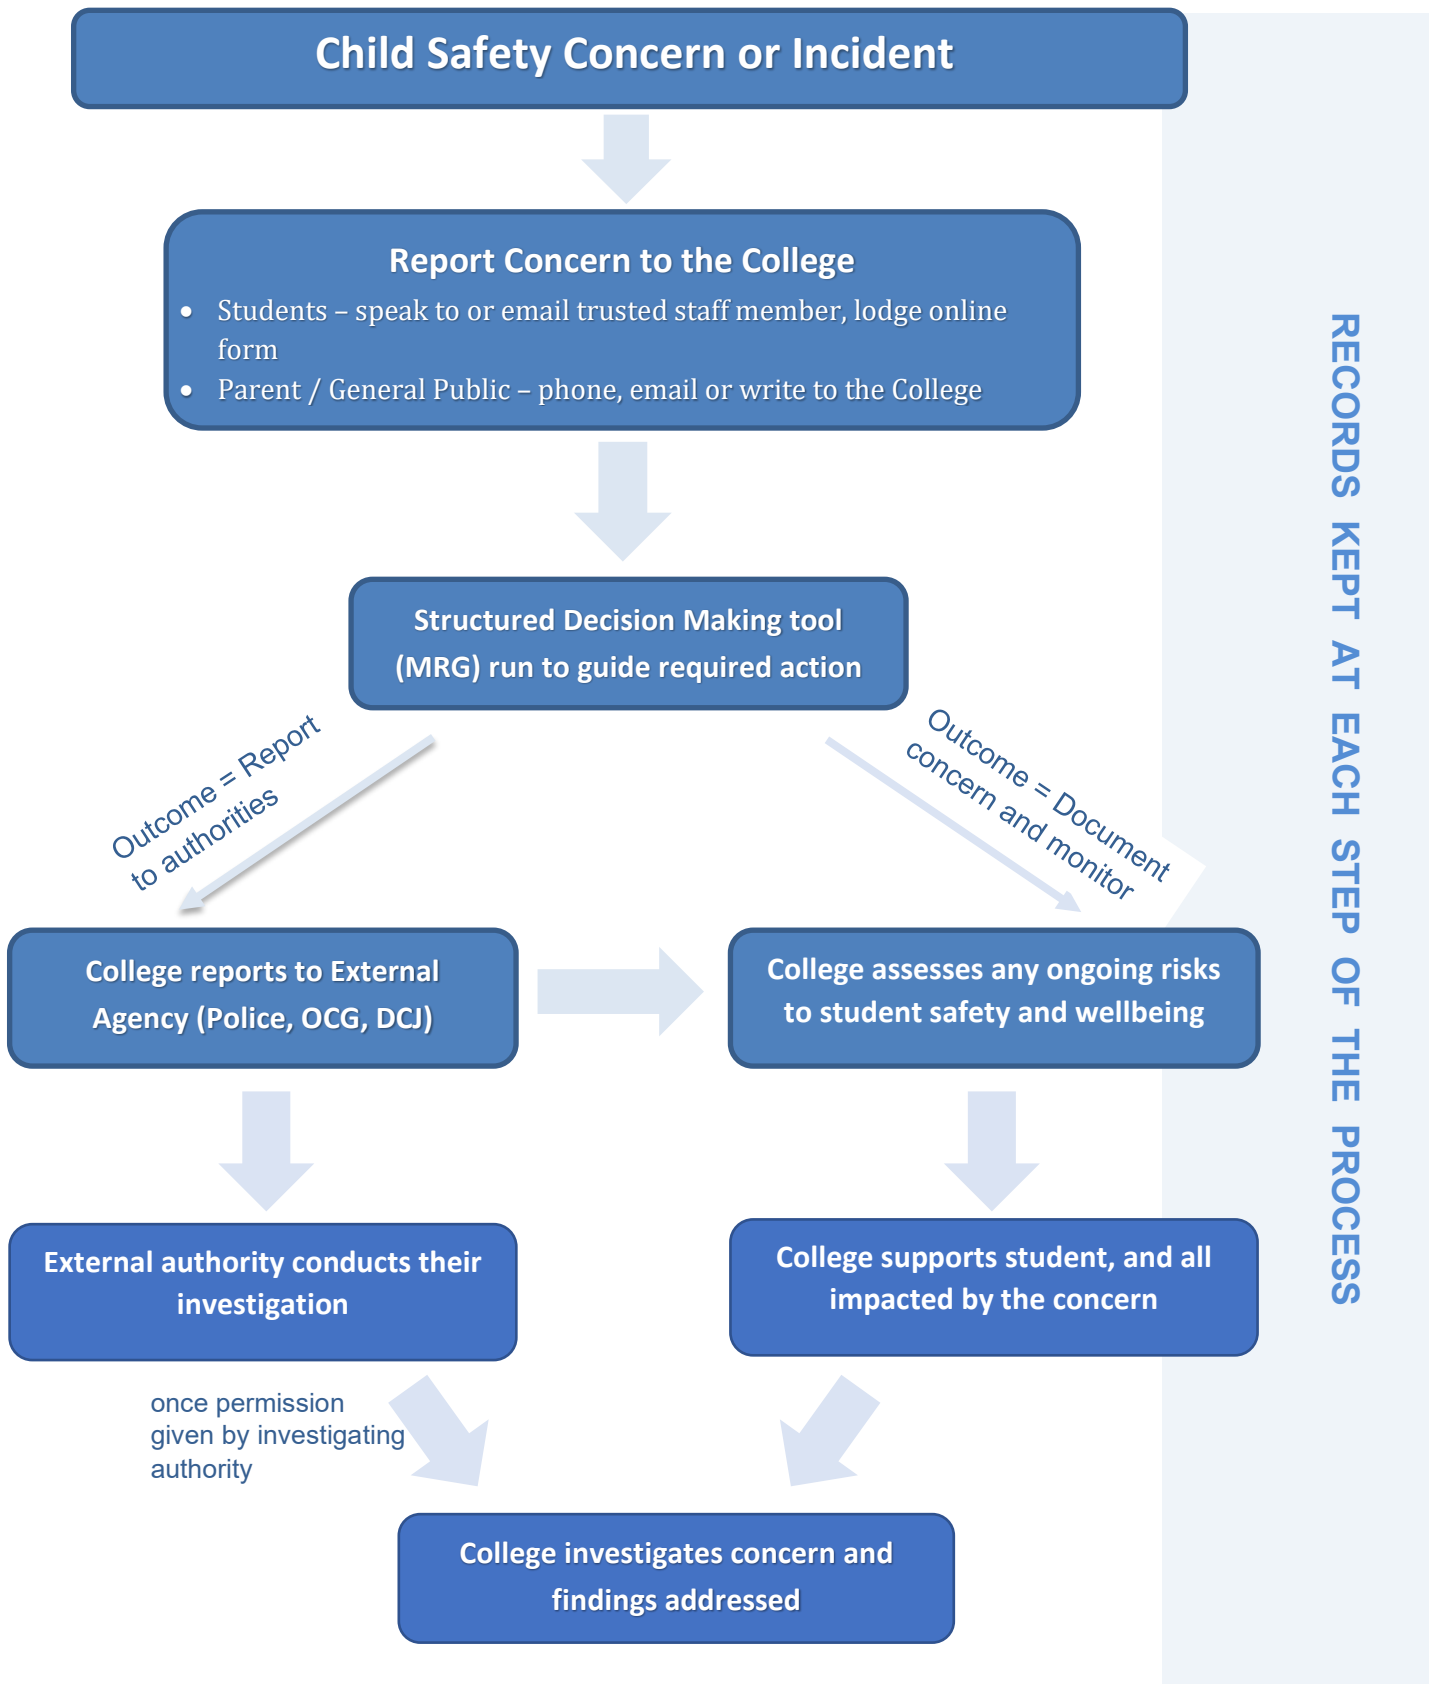 Child Safety Concern or Incident
Report Concern to the College
• Students – speak to or email trusted staff member, lodge online
form
• Parent / General Public – phone, email or write to the College
Structured Decision Making tool
(MRG) run to guide required action
Outcome = Report
to authorities
Outcome = Document
concern and monitor
College reports to External
Agency (Police, OCG, DCJ)
College assesses any ongoing risks
to student safety and wellbeing
External authority conducts their
investigation
College supports student, and all
impacted by the concern
once permission
given by investigating
authority
College investigates concern and
findings addressed
RECORDS KEPT AT EACH STEP OF THE PROCESS